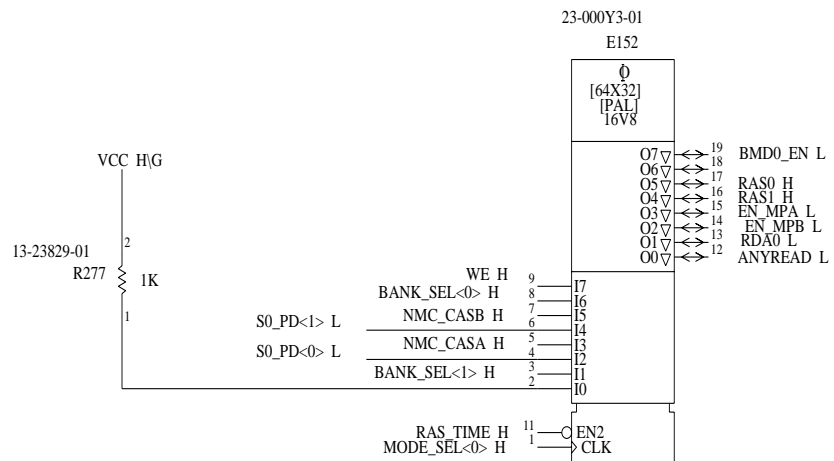 23-000Y3-01
E152
[64X32]
[PAL]
16V8
VCC H\G
2
13-23829-01
R277
1K
1
O7 19 BMD0_EN L
O6 18
O5 17 RAS0 H
O4 16 RAS1 H
O3 15 EN_MPA L
O2 14 EN_MPB L
O1 13 RDA0 L
O0 12 ANYREAD L
WE H 9 I7
BANK_SEL<0> H 8 I6
NMC_CASB H 7 I5
S0_PD<1> L 6 I4
NMC_CASA H 5 I3
S0_PD<0> L 4 I2
BANK_SEL<1> H 3 I1
2 I0
RAS_TIME H 11 EN2
MODE_SEL<0> H 1 CLK